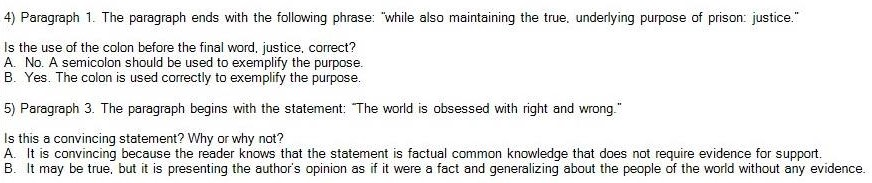 4) Paragraph 1. The paragraph ends with the following phrase: "while also maintaining the true, underlying purpose of prison: justice."
Is the use of the colon before the final word, justice, correct?
A. No. A semicolon should be used to exemplify the purpose.
B. Yes. The colon is used correctly to exemplify the purpose.
5) Paragraph 3. The paragraph begins with the statement: "The world is obsessed with right and wrong."
Is this a convincing statement? Why or why not?
A. It is convincing because the reader knows that the statement is factual common knowledge that does not require evidence for support.
B. It may be true, but it is presenting the author's opinion as if it were a fact and generalizing about the people of the world without any evidence.